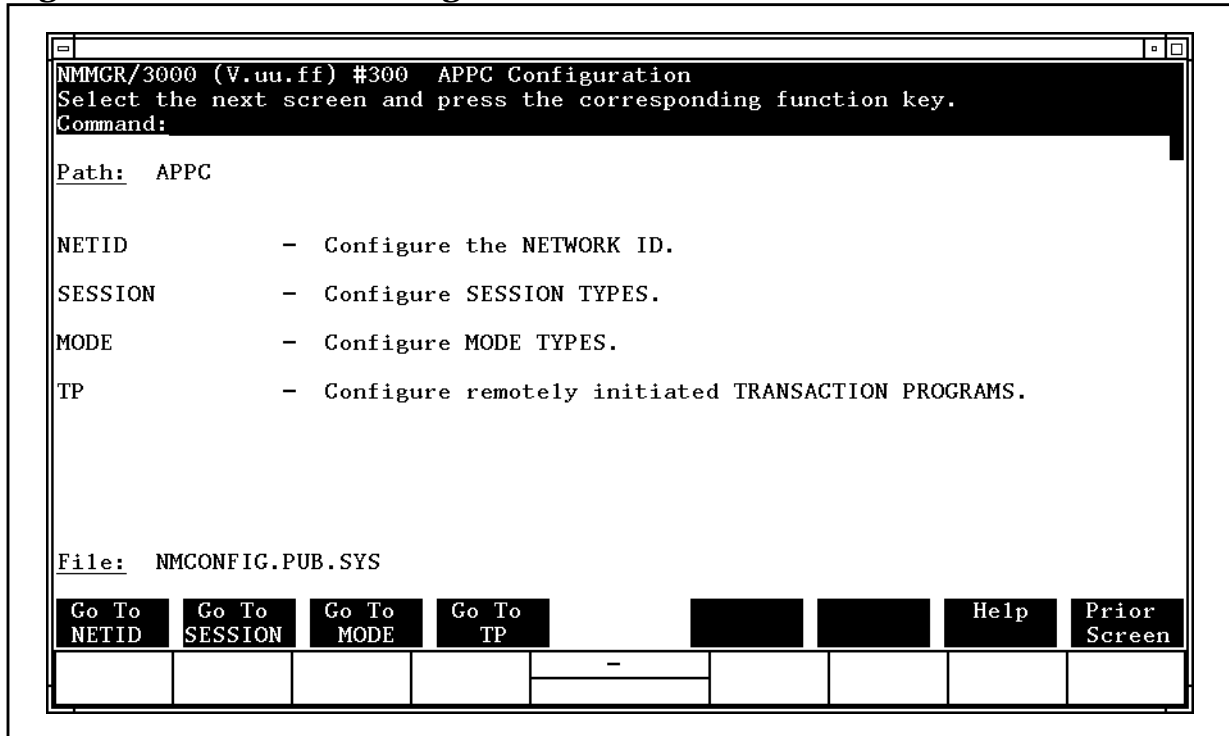 NMMGR/3000 (V.uu.ff) #300 APPC Configuration
Select the next screen and press the corresponding function key.
Command:
Path: APPC
NETID - Configure the NETWORK ID.
SESSION - Configure SESSION TYPES.
MODE - Configure MODE TYPES.
TP - Configure remotely initiated TRANSACTION PROGRAMS.
File: NMCONFIG.PUB.SYS
Go To Go To Go To Go To Help Prior
NETID SESSION MODE TP Screen